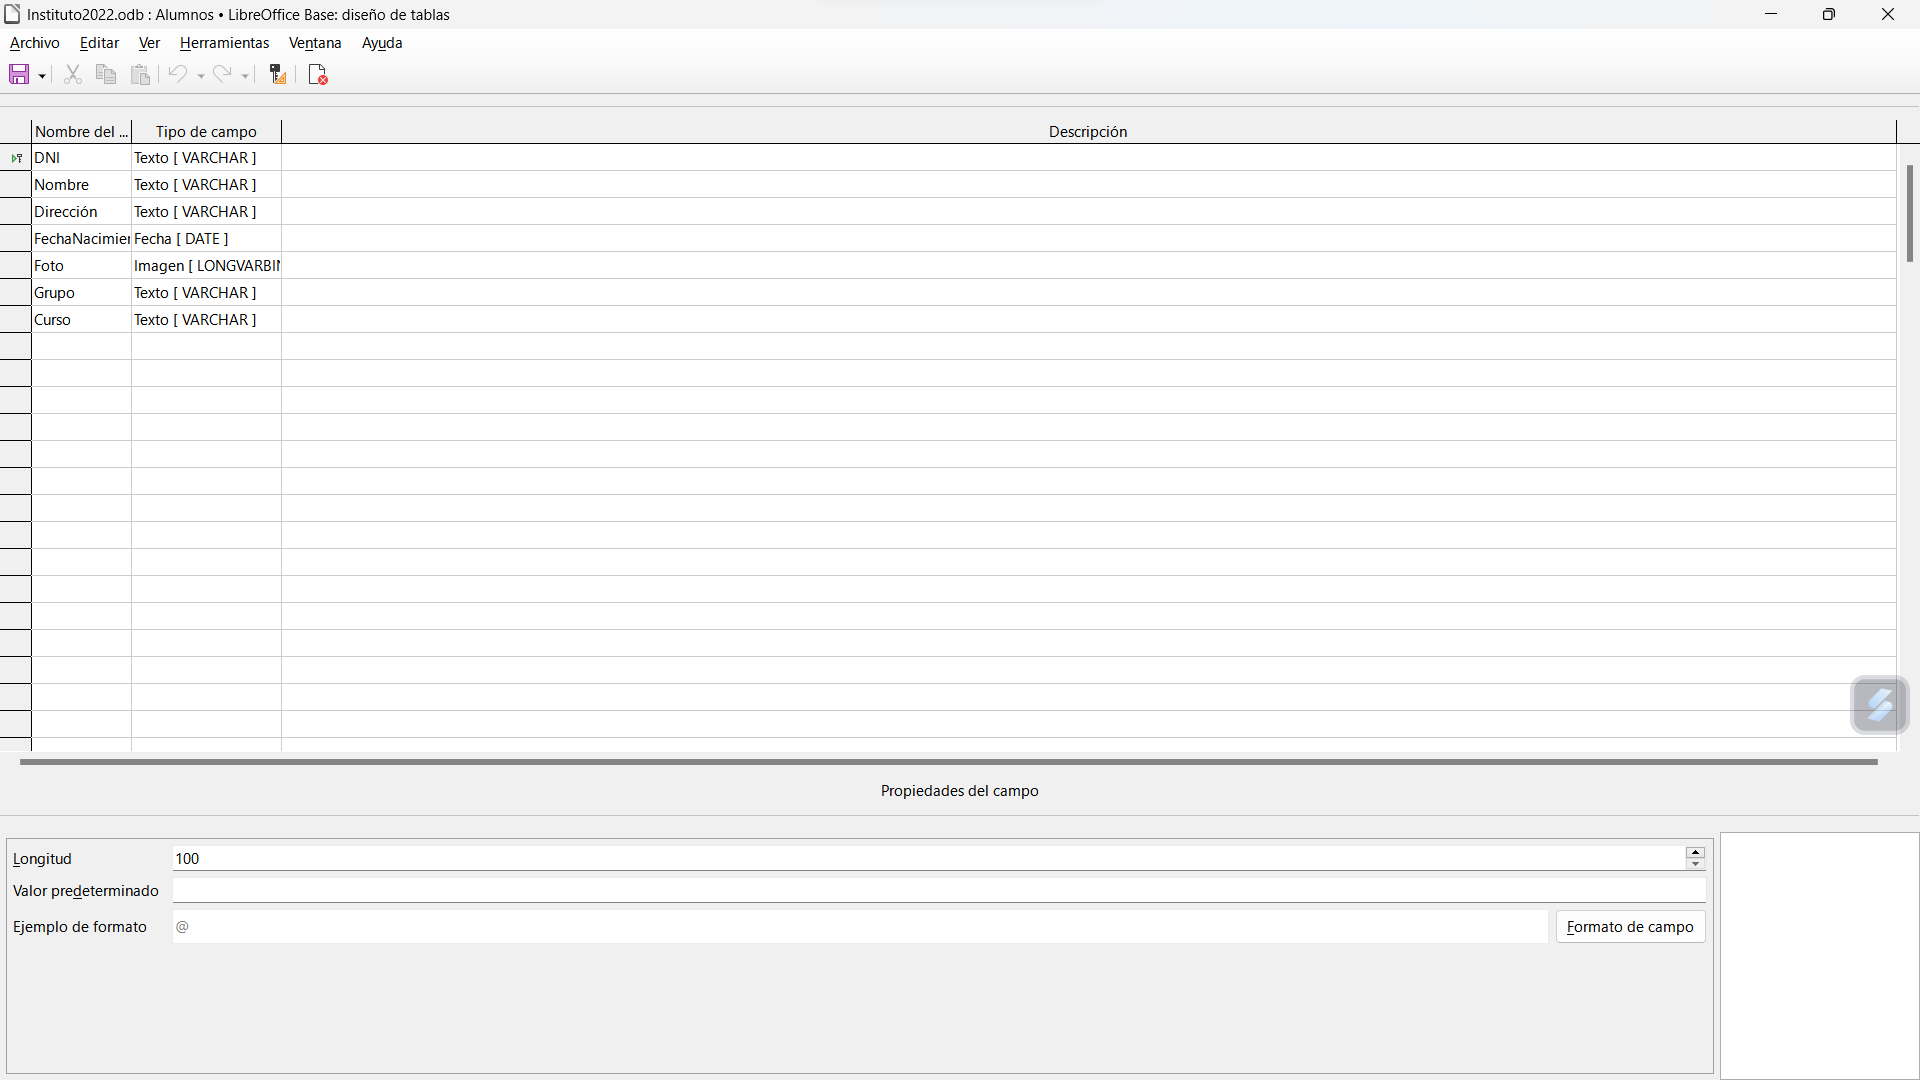 Instituto2022.odb : Alumnos • LibreOffice Base: diseño de tablas
Archivo Editar Ver Herramientas Ventana Ayuda
Nombre del ... Tipo de campo Descripción
DNI Texto [ VARCHAR ]
Nombre Texto [ VARCHAR ]
Dirección Texto [ VARCHAR ]
FechaNacimier Fecha [ DATE ]
Foto Imagen [ LONGVARBIN
Grupo Texto [ VARCHAR ]
Curso Texto [ VARCHAR ]
Propiedades del campo
Longitud 100
Valor predeterminado
Ejemplo de formato @ Formato de campo